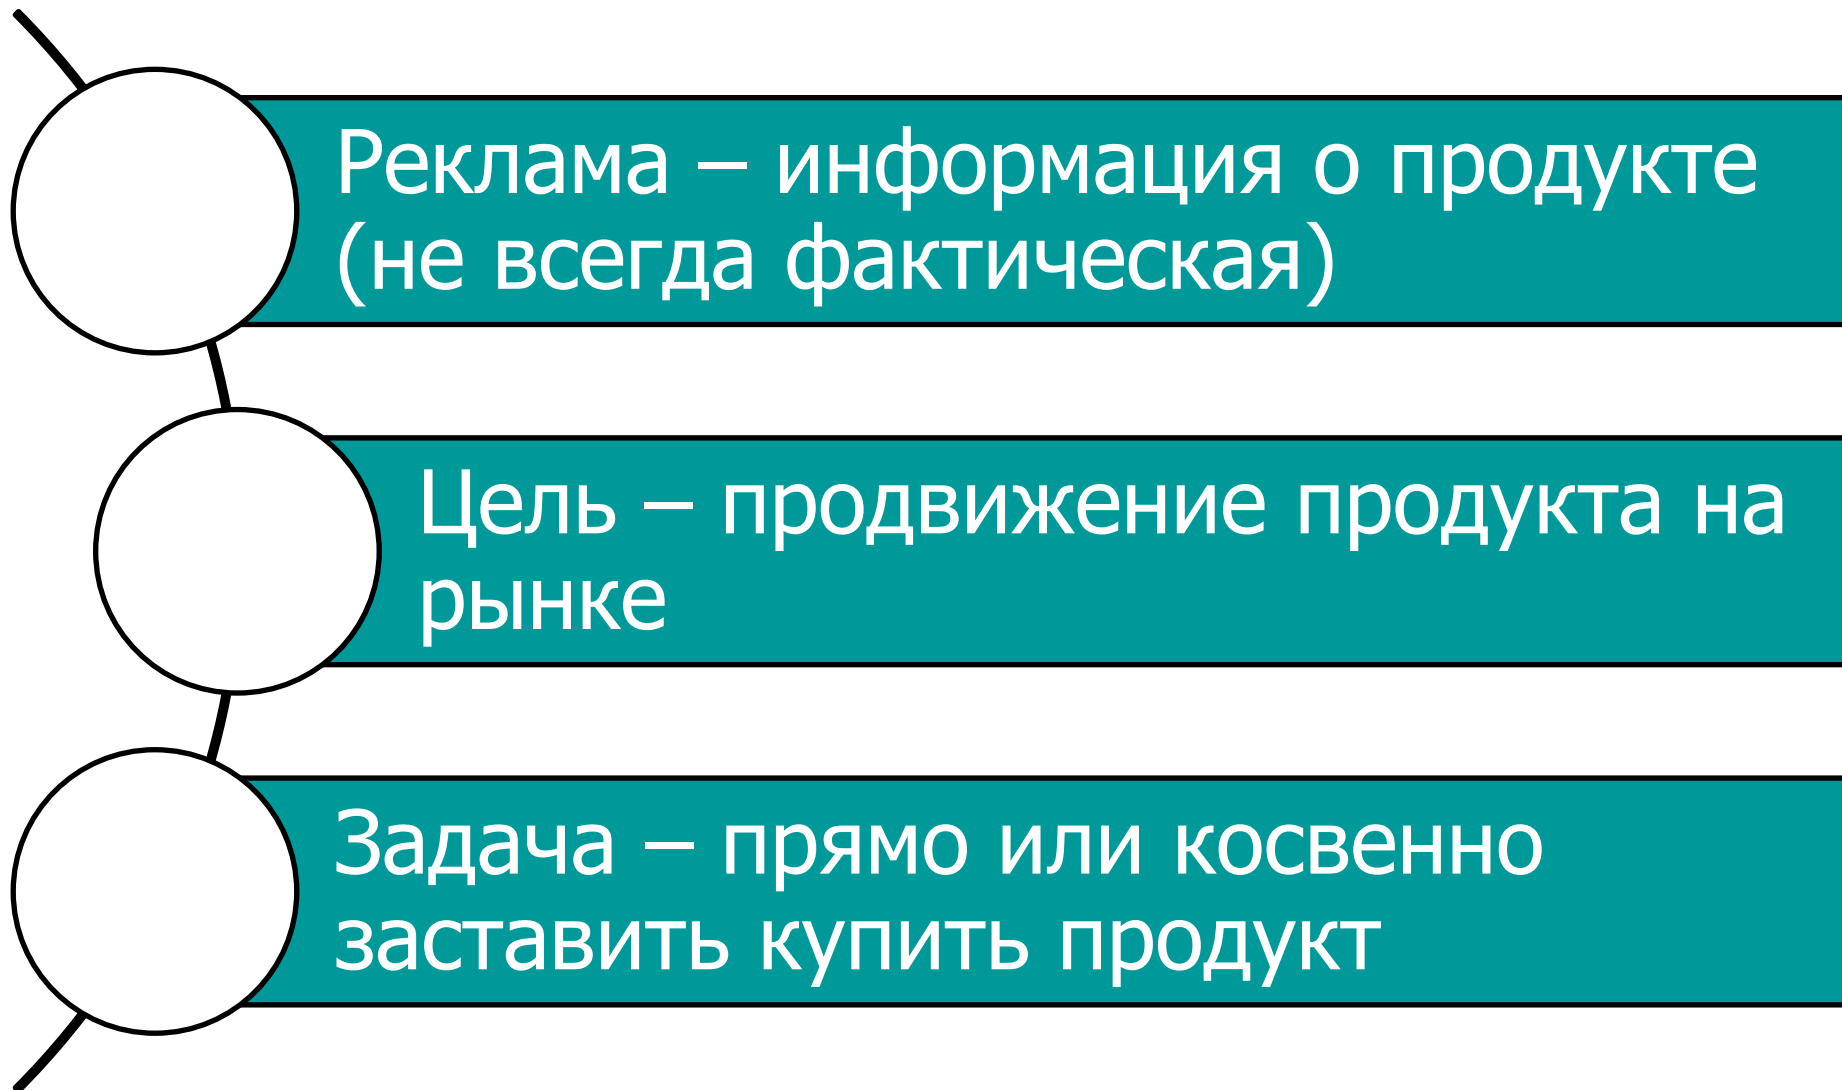 Реклама – информация о продукте
(не всегда фактическая)
Цель – продвижение продукта на
рынке
Задача – прямо или косвенно
заставить купить продукт